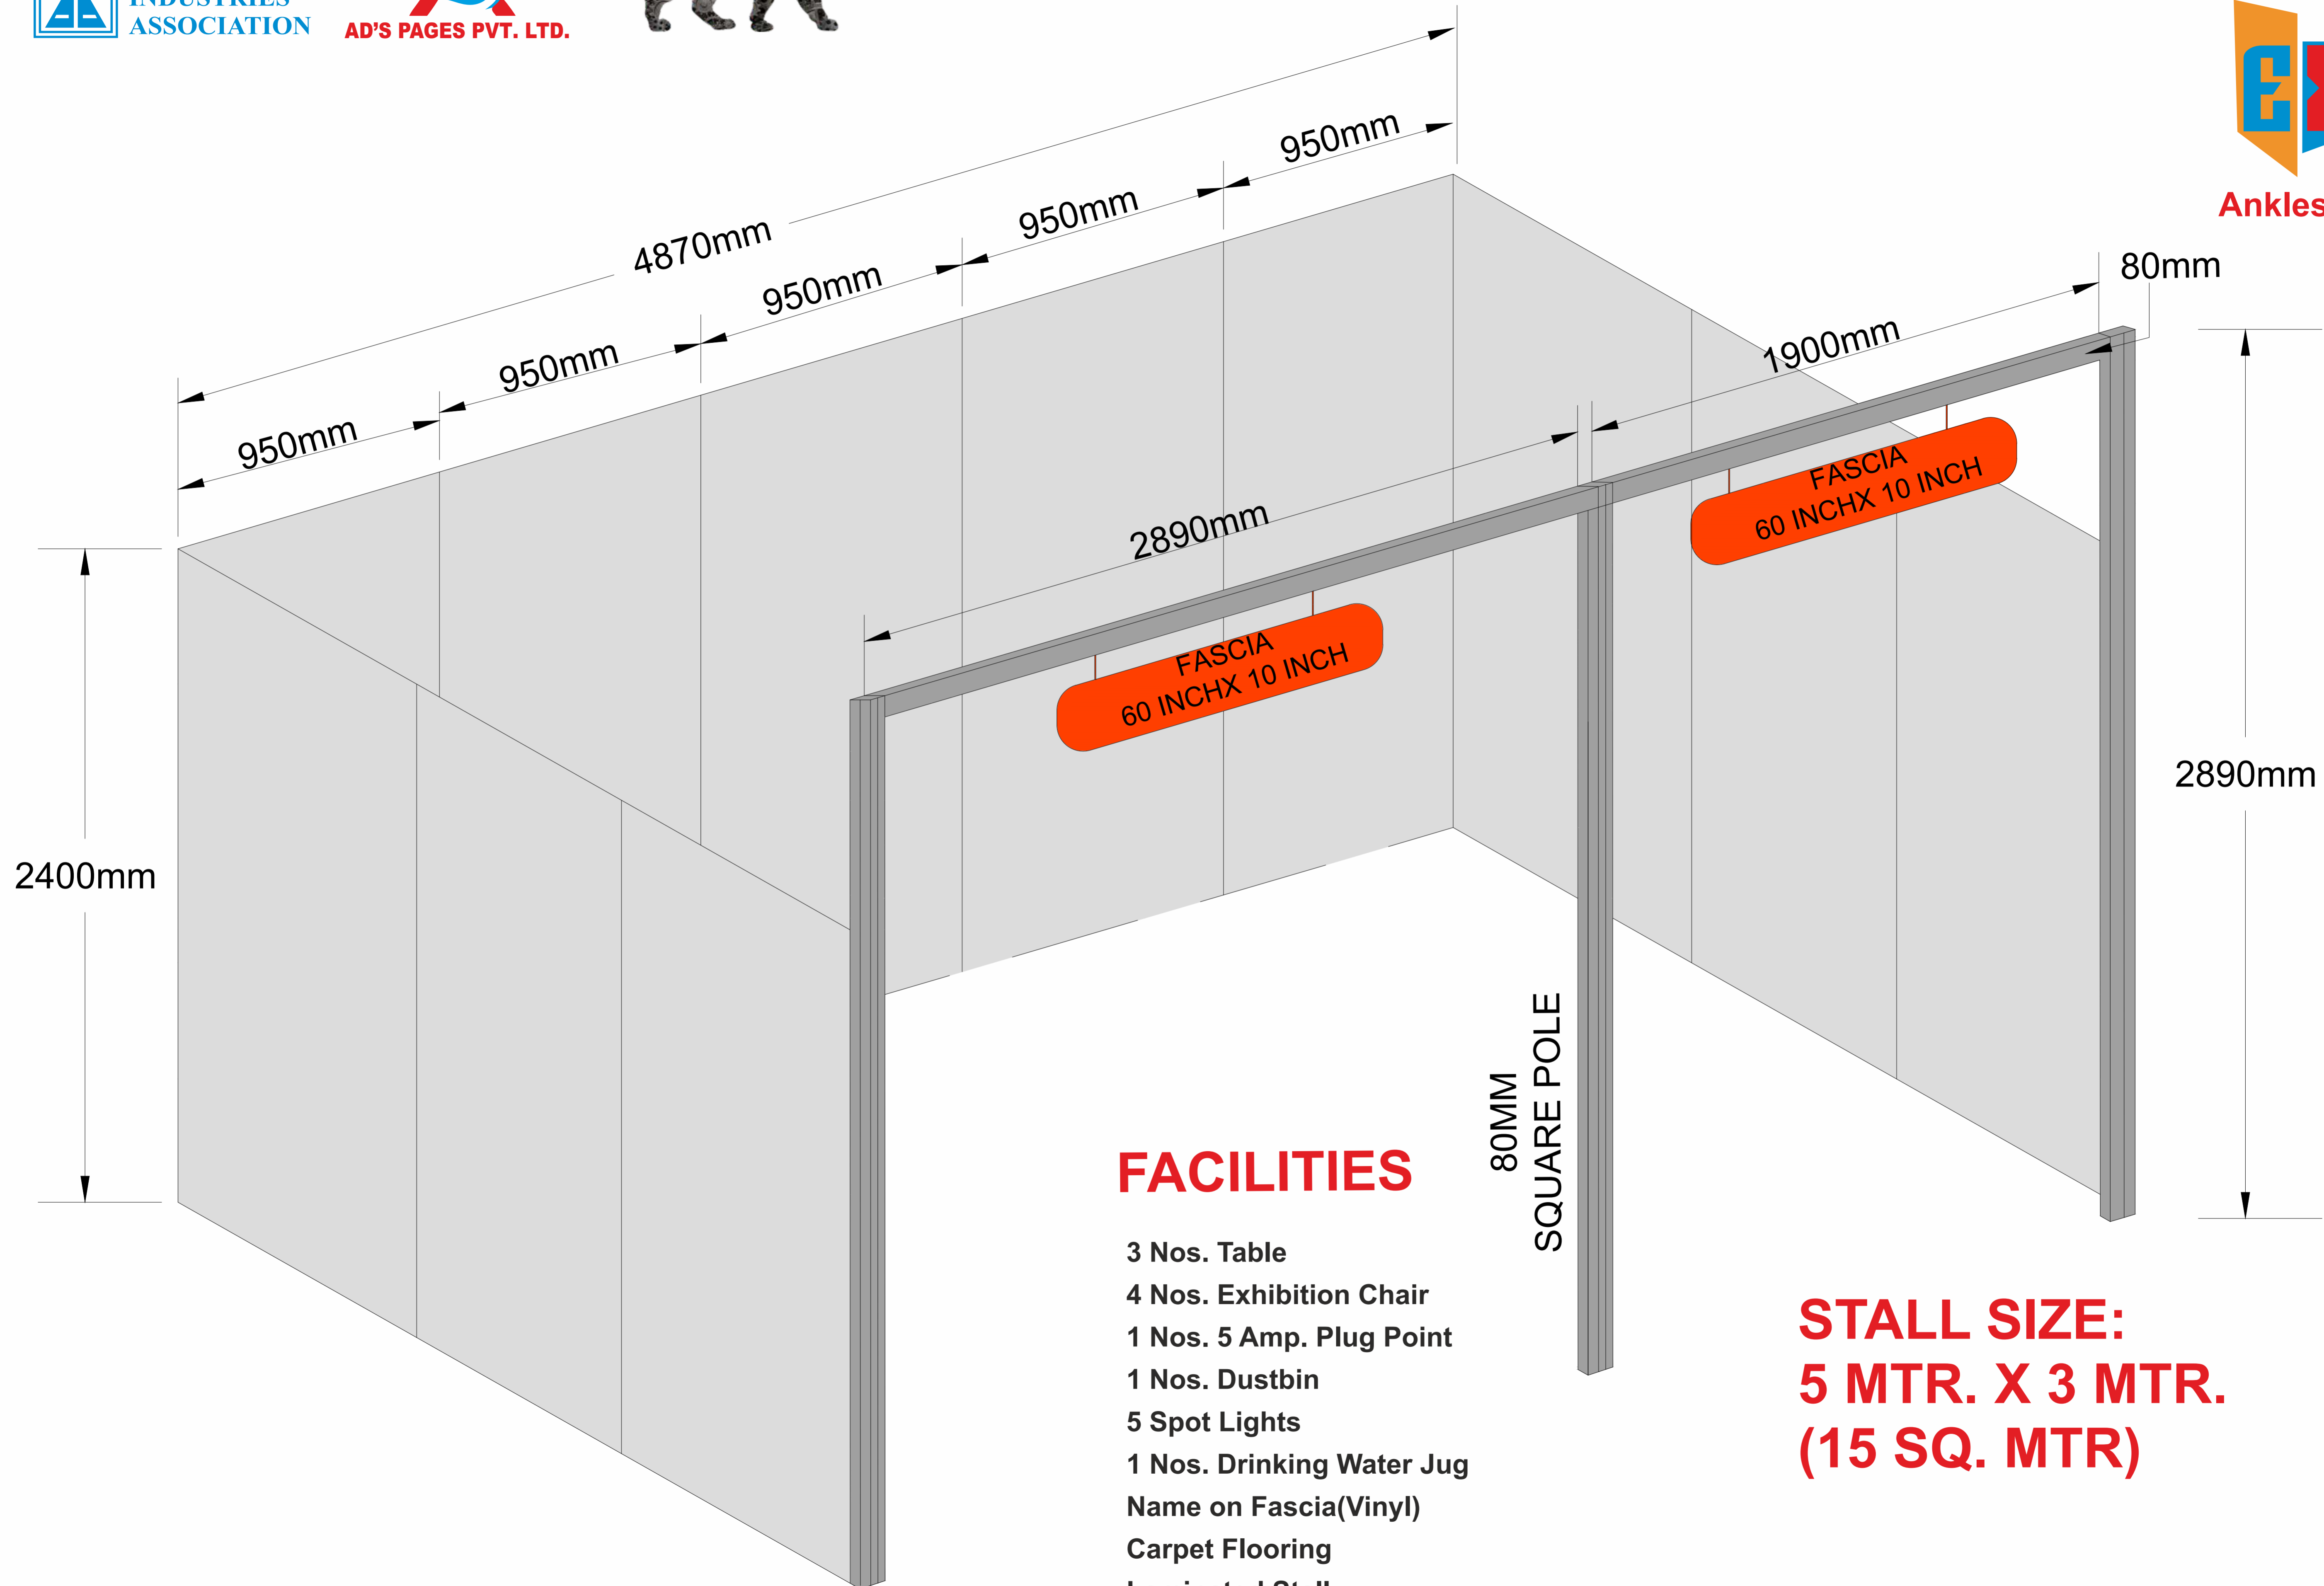 INDUSTRIES
ASSOCIATION
AD'S PAGES PVT. LTD.
4870mm
950mm
950mm
950mm
950mm
950mm
80mm
1900mm
2890mm
FASCIA
60 INCHX 10 INCH
FASCIA
60 INCHX 10 INCH
2400mm
2890mm
80MM
SQUARE POLE
FACILITIES
3 Nos. Table
4 Nos. Exhibition Chair
1 Nos. 5 Amp. Plug Point
1 Nos. Dustbin
5 Spot Lights
1 Nos. Drinking Water Jug
Name on Fascia(Vinyl)
Carpet Flooring
STALL SIZE:
5 MTR. X 3 MTR.
(15 SQ. MTR)